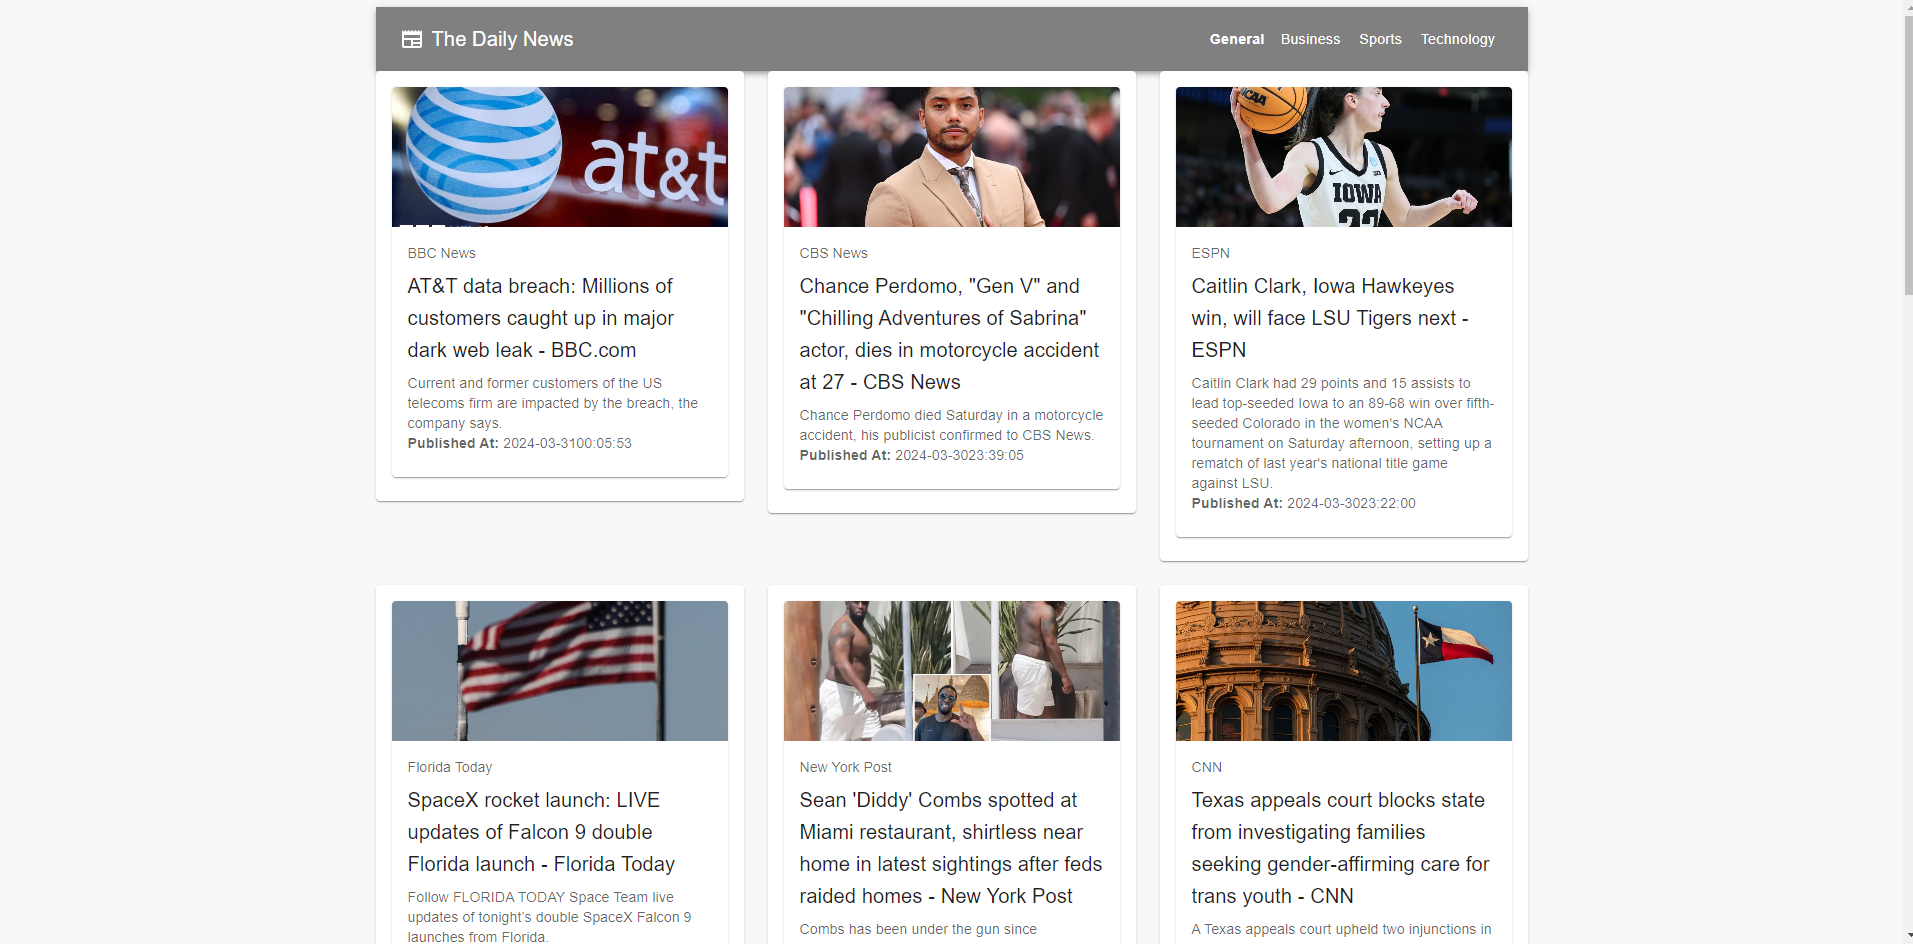 The Daily News
General Business Sports Technology
at&t
BBC News
AT&T data breach: Millions of
customers caught up in major
dark web leak - BBC.com
Current and former customers of the US
telecoms firm are impacted by the breach, the
company says.
Published At: 2024-03-3100:05:53
CBS News
Chance Perdomo, "Gen V" and
"Chilling Adventures of Sabrina"
actor, dies in motorcycle accident
at 27 - CBS News
Chance Perdomo died Saturday in a motorcycle
accident, his publicist confirmed to CBS News.
Published At: 2024-03-3023:39:05
NCAA
IOWA
22
ESPN
Caitlin Clark, Iowa Hawkeyes
win, will face LSU Tigers next -
ESPN
Caitlin Clark had 29 points and 15 assists to
lead top-seeded Iowa to an 89-68 win over fifth-
seeded Colorado in the women's NCAA
tournament on Saturday afternoon, setting up a
rematch of last year's national title game
against LSU.
Published At: 2024-03-3023:22:00
Florida Today
SpaceX rocket launch: LIVE
updates of Falcon 9 double
Florida launch - Florida Today
Follow FLORIDA TODAY Space Team live
updates of tonight's double SpaceX Falcon 9
launches from Florida.
New York Post
Sean 'Diddy' Combs spotted at
Miami restaurant, shirtless near
home in latest sightings after feds
raided homes - New York Post
Combs has been under the gun since
CNN
Texas appeals court blocks state
from investigating families
seeking gender-affirming care for
trans youth - CNN
A Texas appeals court upheld two injunctions in